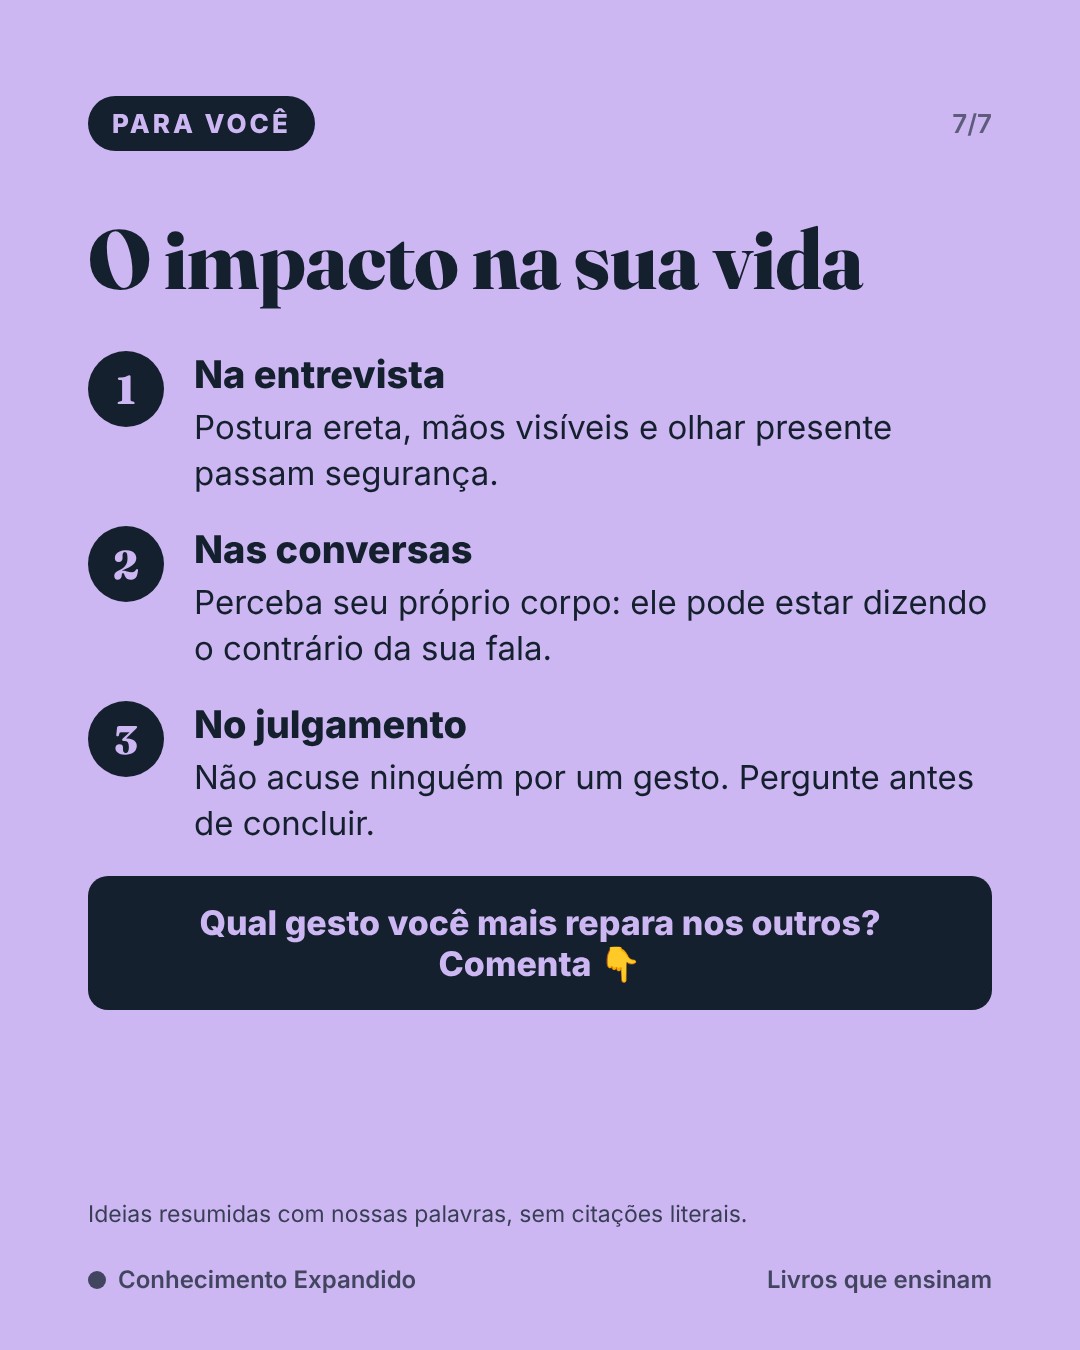 PARA VOCÊ
7/7
O impacto na sua vida
1
Na entrevista
Postura ereta, mãos visíveis e olhar presente
passam segurança.
2
Nas conversas
Perceba seu próprio corpo: ele pode estar dizendo
o contrário da sua fala.
3
No julgamento
Não acuse ninguém por um gesto. Pergunte antes
de concluir.
Qual gesto você mais repara nos outros?
Comenta 👇
Ideias resumidas com nossas palavras, sem citações literais.
Conhecimento Expandido
Livros que ensinam